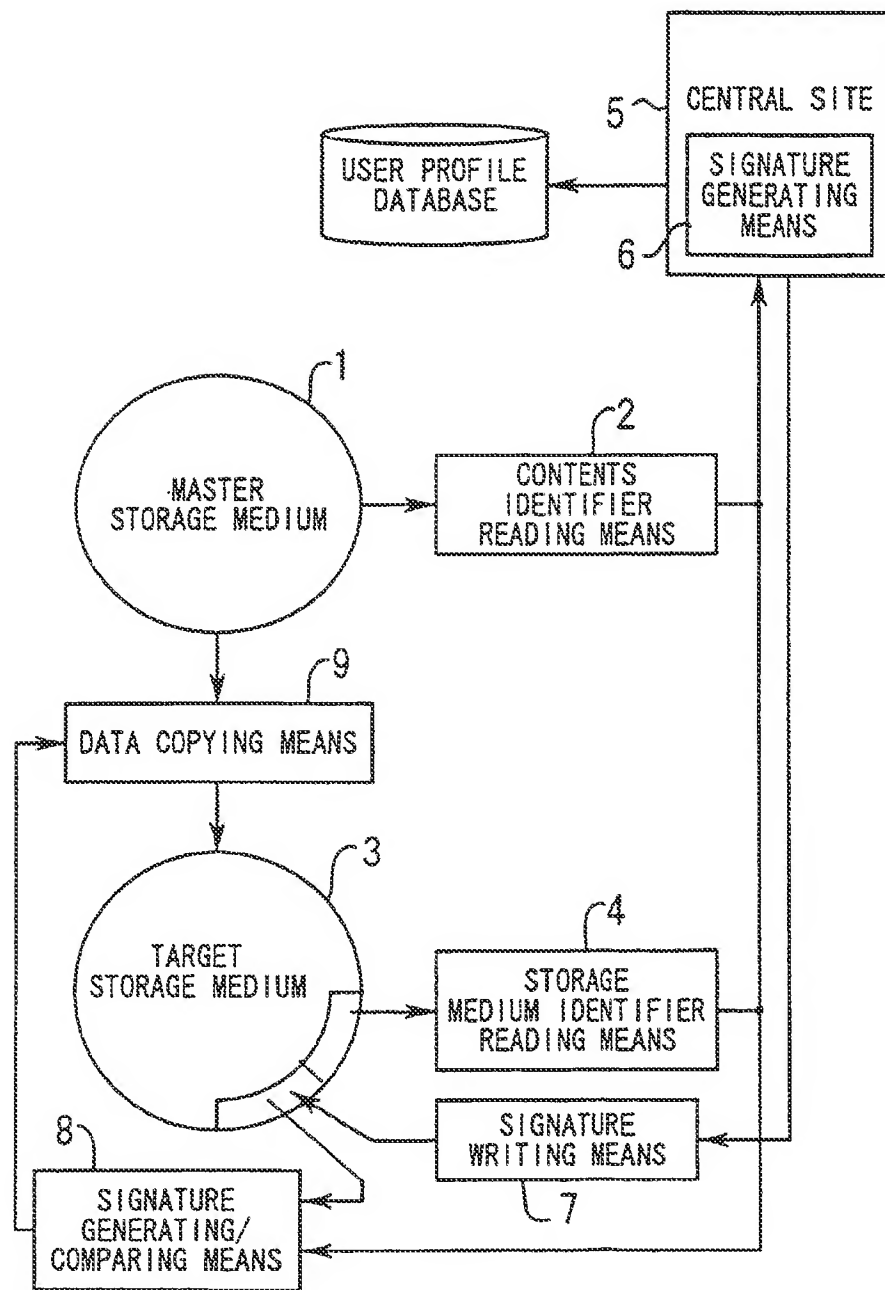 CENTRAL SITE
5
SIGNATURE
GENERATING
MEANS
6
USER PROFILE
DATABASE
1
MASTER
STORAGE MEDIUM
2
CONTENTS
IDENTIFIER
READING MEANS
9
DATA COPYING MEANS
3
TARGET
STORAGE MEDIUM
4
STORAGE
MEDIUM IDENTIFIER
READING MEANS
SIGNATURE
WRITING MEANS
7
8
SIGNATURE
GENERATING/
COMPARING MEANS